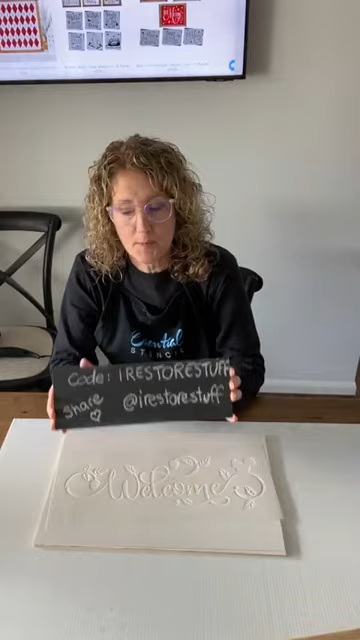 Essential
STENCIL
Code: IRESTORESTUFF
share @irestorestuff
Welcome